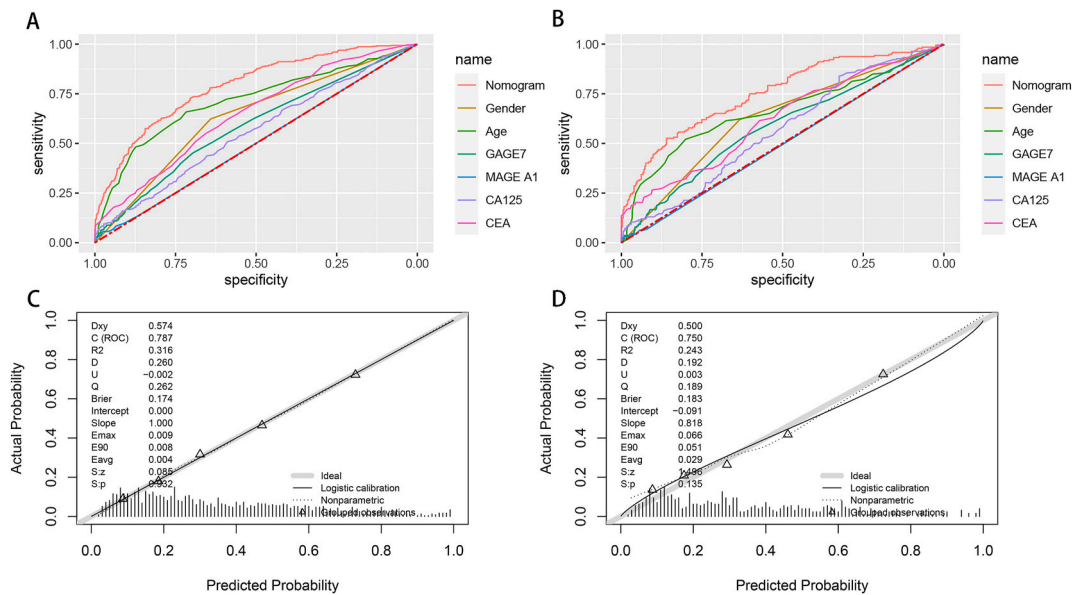 A
1.00
0.75
0.50
0.25
0.00
sensitivity
1.00
0.75
0.50
0.25
0.00
specificity
name
Nomogram
Gender
Age
GAGE7
MAGE A1
CA125
CEA
B
1.00
0.75
0.50
0.25
0.00
sensitivity
1.00
0.75
0.50
0.25
0.00
specificity
name
Nomogram
Gender
Age
GAGE7
MAGE A1
CA125
CEA
C
Actual Probability
1.0
0.8
0.6
0.4
0.2
0.0
Dxy 0.574
C (ROC) 0.787
R2 0.316
D 0.260
U −0.002
Q 0.262
Brier 0.174
Intercept 0.000
Slope 1.000
Emax 0.009
E90 0.008
Eavg 0.004
S:z 0.085
S:p 0.932
Ideal
Logistic calibration
Nonparametric
Grouped observations
0.0
0.2
0.4
0.6
0.8
1.0
Predicted Probability
D
Actual Probability
1.0
0.8
0.6
0.4
0.2
0.0
Dxy 0.500
C (ROC) 0.750
R2 0.243
D 0.192
U 0.003
Q 0.189
Brier 0.183
Intercept −0.091
Slope 0.818
Emax 0.066
E90 0.051
Eavg 0.029
S:z 1.496
S:p 0.135
Ideal
Logistic calibration
Nonparametric
Grouped observations
0.0
0.2
0.4
0.6
0.8
1.0
Predicted Probability